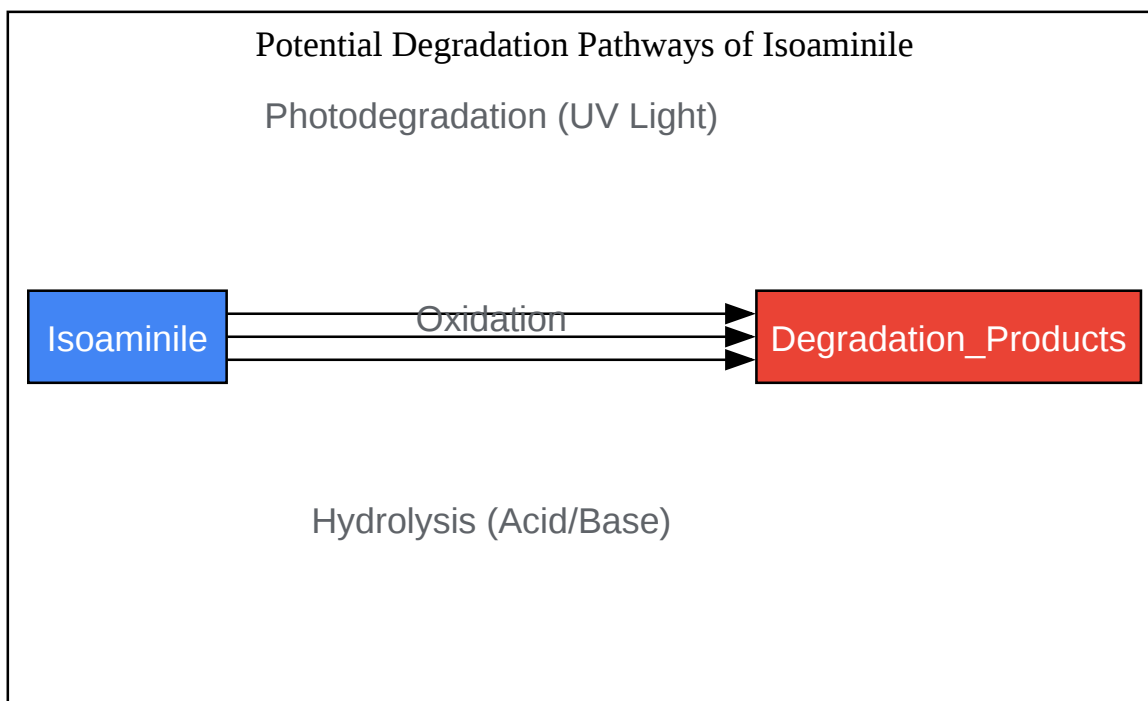 Potential Degradation Pathways of Isoaminile
Photodegradation (UV Light)
Oxidation
Isoaminile
Degradation_Products
Hydrolysis (Acid/Base)